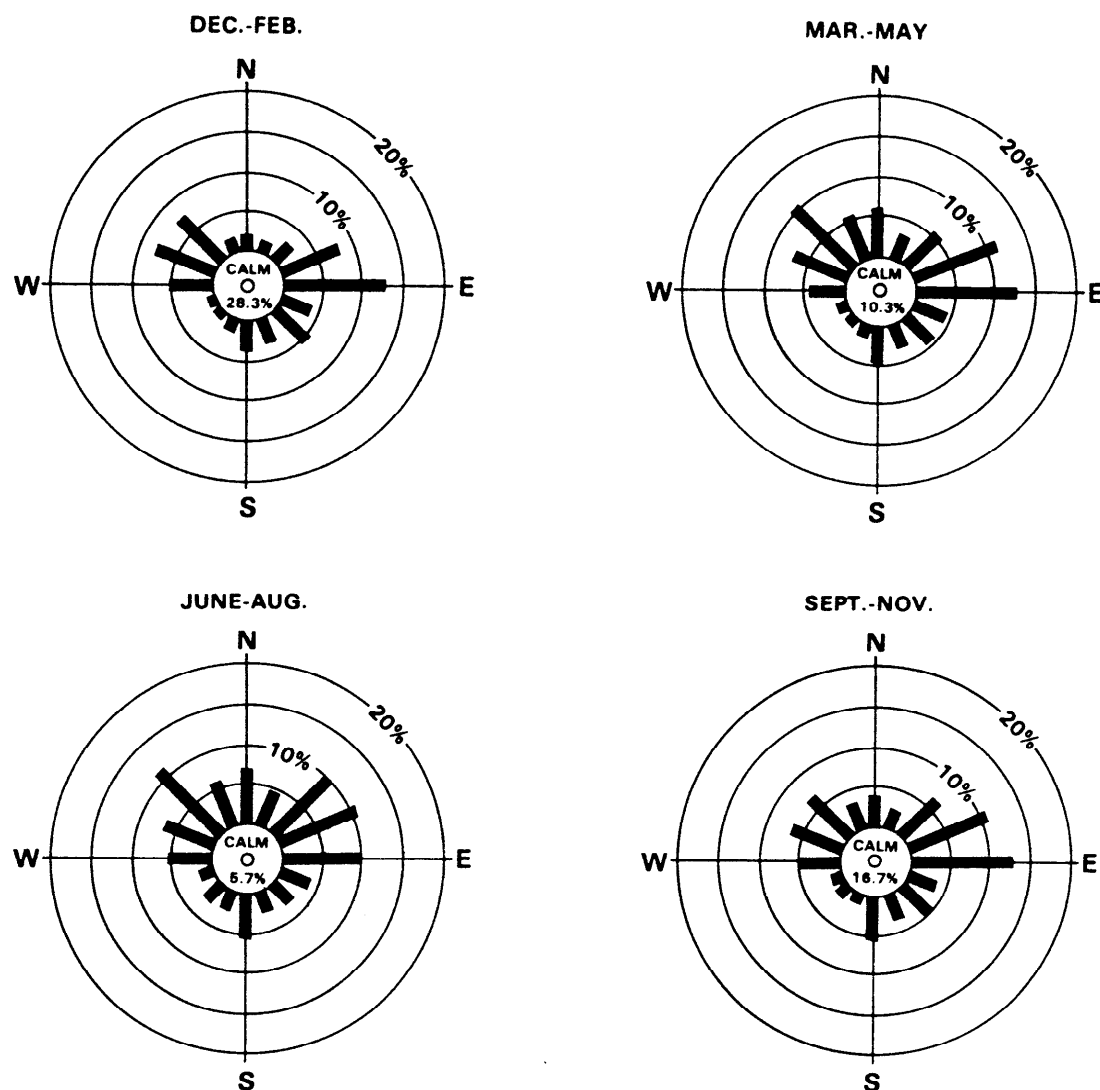 DEC.-FEB.
N
20%
10%
W
CALM
28.3%
E
S
MAR.-MAY
N
20%
10%
W
CALM
10.3%
E
S
JUNE-AUG.
N
20%
10%
W
CALM
5.7%
E
S
SEPT.-NOV.
N
20%
10%
W
CALM
16.7%
E
S